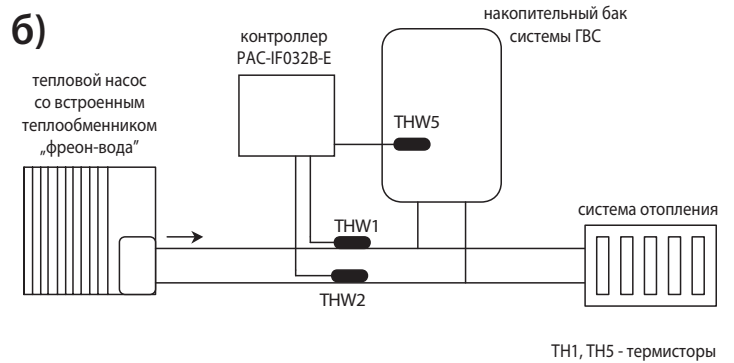 б)
накопительный бак
системы ГВС
контроллер
PAC-IF032B-E
тепловой насос
со встроенным
теплообменником
„фреон-вода”
THW5
THW1
система отопления
THW2
TH1, TH5 - термисторы